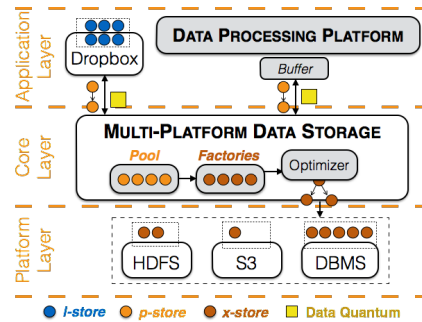 Application
Layer
Dropbox
DATA PROCESSING PLATFORM
Buffer
Core
Layer
MULTI-PLATFORM DATA STORAGE
Pool
Factories
Optimizer
Platform
Layer
HDFS
S3
DBMS
l-store
p-store
x-store
Data Quantum